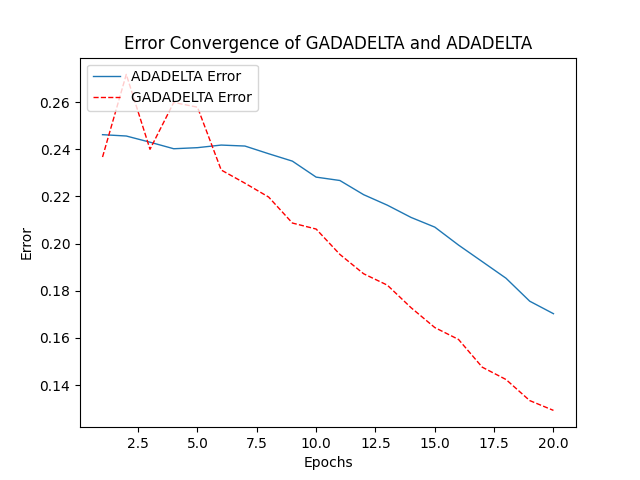 Error Convergence of GADADELTA and ADADELTA
ADADELTA Error
GADADELTA Error
0.26
0.24
0.22
0.20
0.18
0.16
0.14
Error
2.5 5.0 7.5 10.0 12.5 15.0 17.5 20.0
Epochs